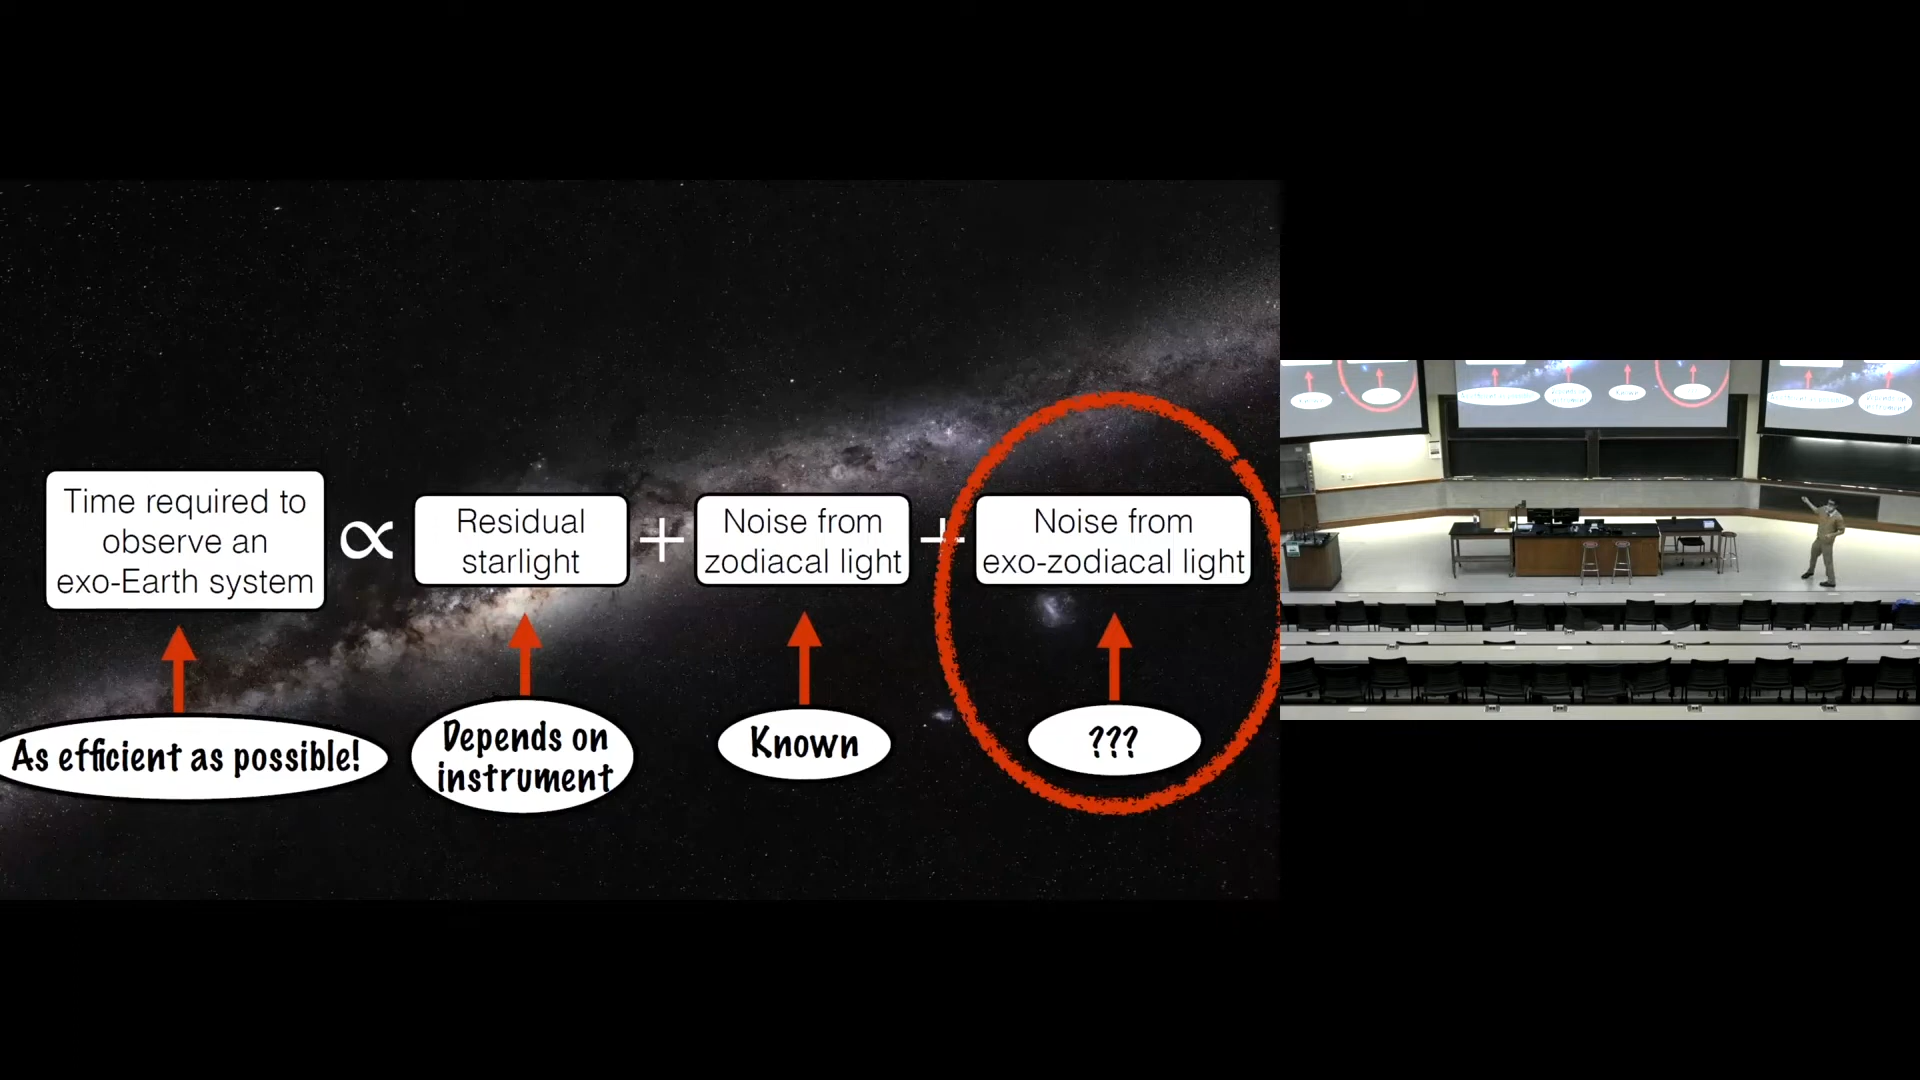 Time required to
observe an
exo-Earth system
∝
Residual
starlight
+
Noise from
zodiacal light
+
Noise from
exo-zodiacal light
As efficient as possible!
Depends on
instrument
Known
???